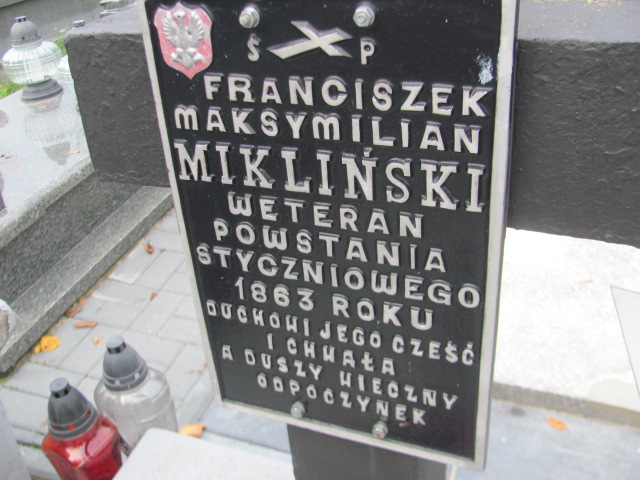 Ś P
FRANCISZEK
MAKSYMILIAN
MIKLIŃSKI
WETERAN
POWSTANIA
STYCZNIOWEGO
1863 ROKU
DUCHOWI JEGO CZEŚĆ
I CHWAŁA
A DUSZY WIECZNY
ODPOCZYNEK